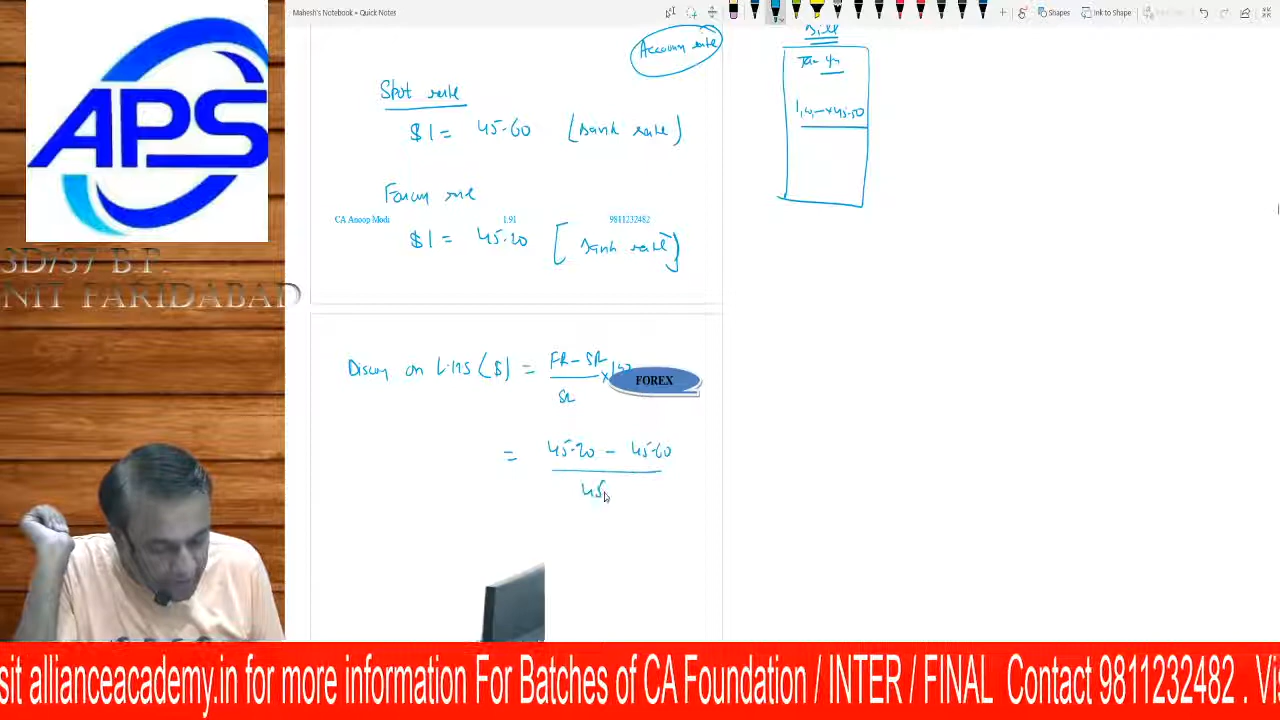 Mahesh's Notebook » Quick Notes
Shapes
Ink to Shape
APS
3D/37 B.P.
NIT FARIDABAD
Account rate
Spot rate
$1 = 45.60 (Bank rate)
rate
CA Anoop Modi 1.91 9811232482
$1 = 45.20 [Bank rate]
on ($) = FR - SR
SR
FOREX
= 45.20 - 45.60
45
Bill
sit allianceacademy.in for more information For Batches of CA Foundation / INTER / FINAL Contact 9811232482 . Vis